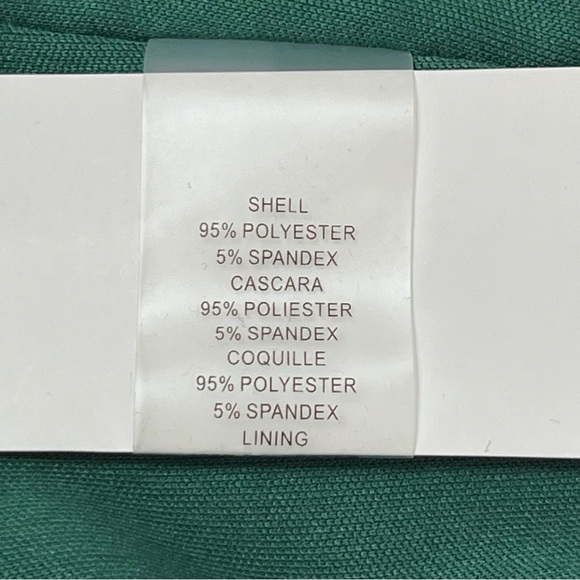 SHELL
95% POLYESTER
5% SPANDEX
CASCARA
95% POLIESTER
5% SPANDEX
COQUILLE
95% POLYESTER
5% SPANDEX
LINING